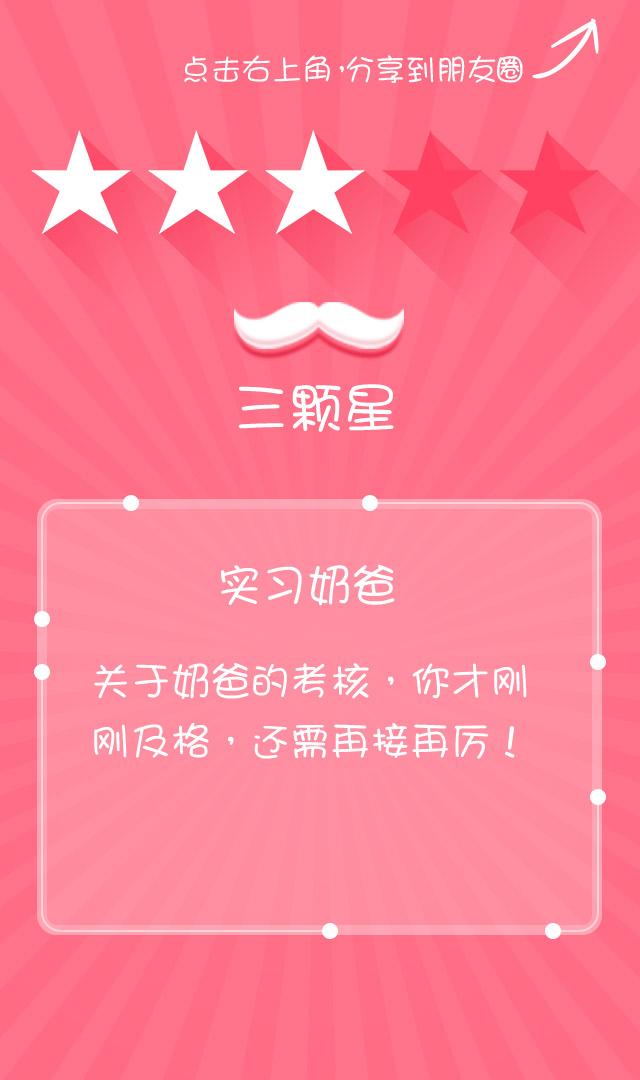 点击右上角,分享到朋友圈
三颗星
实习奶爸
关于奶爸的考核，你才刚
刚及格，还需再接再厉！